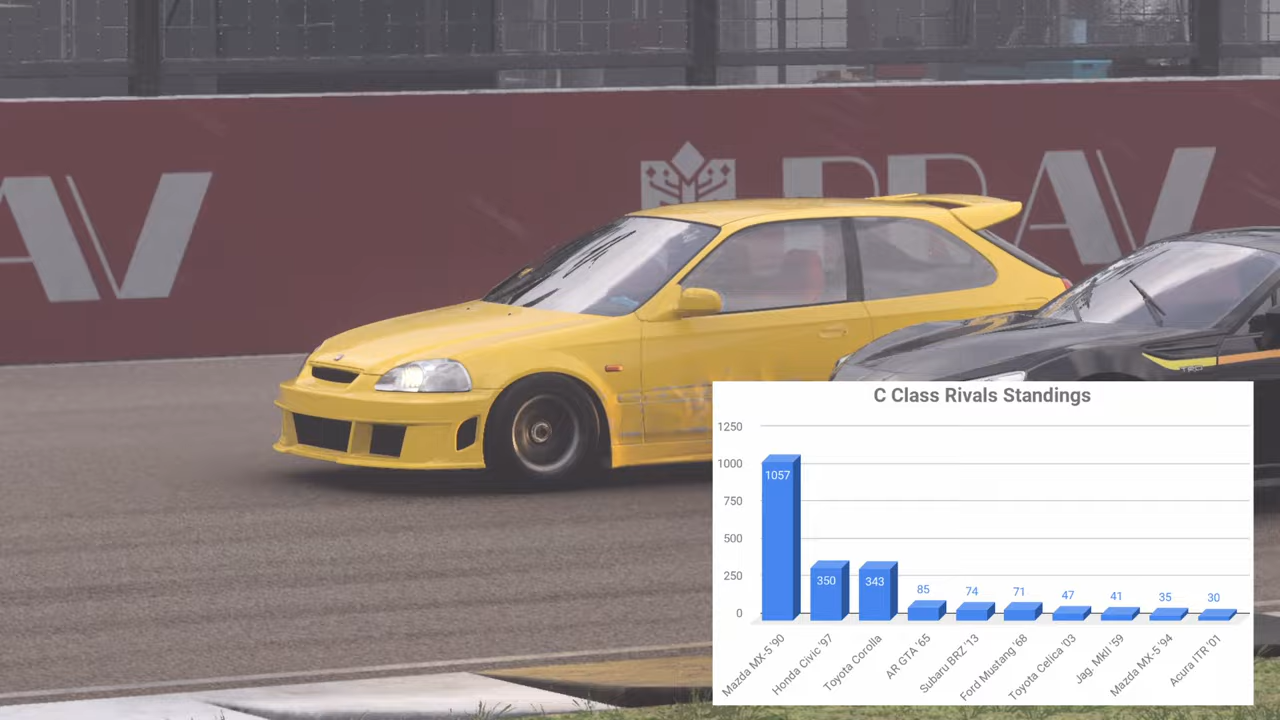 AV
PRAV
C Class Rivals Standings
1250
1000
750
500
250
0
1057
350
343
85
74
71
47
41
35
30
Mazda MX-5 '90
Honda Civic '97
Toyota Corolla
AR GTA '65
Subaru BRZ '13
Ford Mustang '68
Toyota Celica '03
Jag. MkII '59
Mazda MX-5 '94
Acura ITR '01